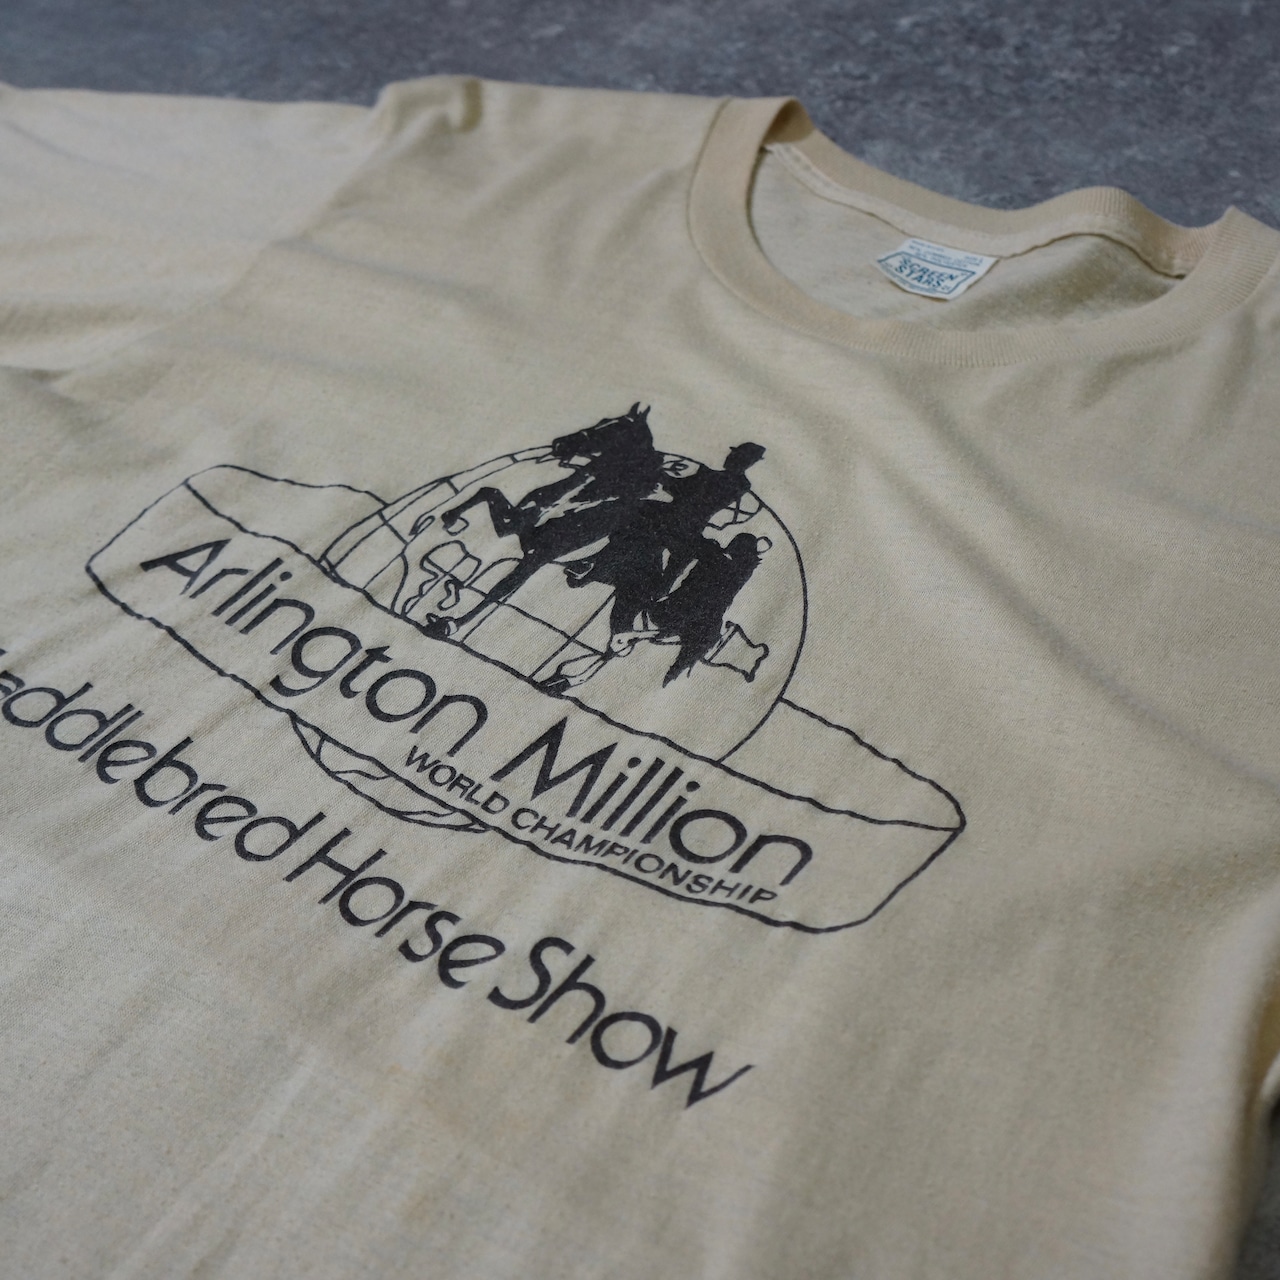 SCREEN
STARS
Arlington Million
WORLD CHAMPIONSHIP
addlebred Horse Show